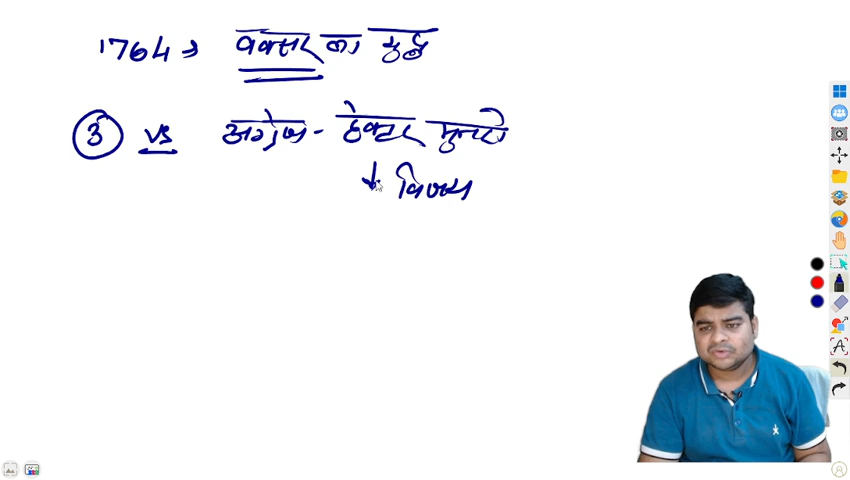 1764 → बक्सर का युद्ध
③ vs अंग्रेज - हेक्टर मुनरो
↓ विजय